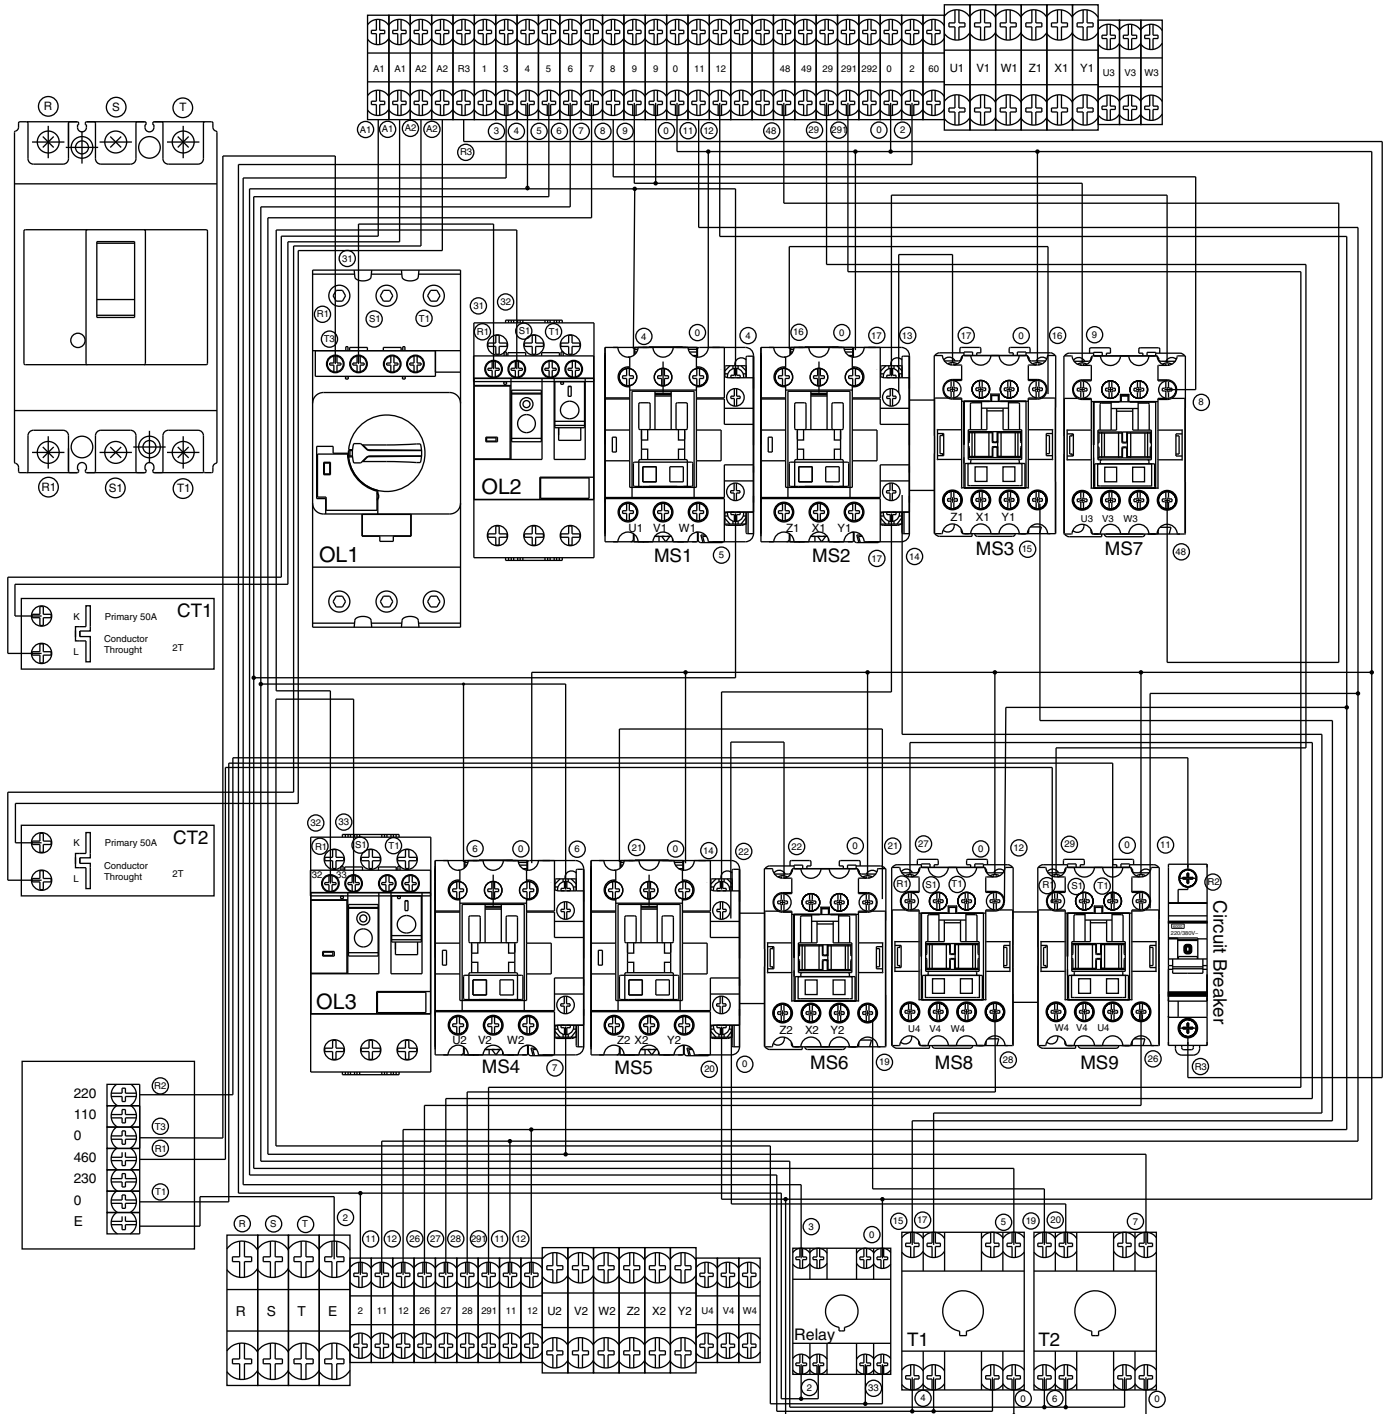 A1 A1 A2 A2 R3 1 3 4 5 6 7 8 9 9 0 11 12 48 49 29 291 292 0 2 60 U1 V1 W1 Z1 X1 Y1 U3 V3 W3
R S T
A1 A1 A2 A2 R3 3 4 5 6 7 8 9 0 11 12 48 29 291 0 2
31
R1 S1 T1
T3
31 32
R1 S1 T1
4 0 4
16 0 17 13
17 0 16
9
8
R1 S1 T1
OL1
OL2
U1 V1 W1
MS1
5
Z1 X1 Y1
MS2
17 14
Z1 X1 Y1
MS3
15
U3 V3 W3
MS7
48
CT1
K Primary 50A
Conductor
L Throught 2T
CT2
K Primary 50A
Conductor
L Throught 2T
32 33
R1 S1 T1
32 33
OL3
6 0 6
U2 V2 W2
MS4
7
21 0 14 22
Z2 X2 Y2
MS5
20 0
22 0 21
Z2 X2 Y2
MS6
19
27 0 12
R1 S1 T1
U4 V4 W4
MS8
28
29 0 11
R1 S1 T1
W4 V4 U4
MS9
26
R2
220/380V~
Circuit Breaker
R3
220 R2
110
0 T3
460 R1
230
0 T1
E
R S T 2 11 12 26 27 28 291 11 12
R S T E 2 11 12 26 27 28 291 11 12 U2 V2 W2 Z2 X2 Y2 U4 V4 W4
3 0
Relay
2 33
15 17 5
T1
4 0
19 20 7
T2
6 0